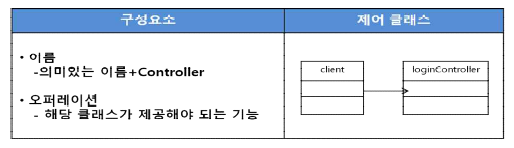 구성요소
제어 클래스
• 이름
-의미있는 이름+Controller
• 오퍼레이션
- 해당 클래스가 제공해야 되는 기능
client
loginController